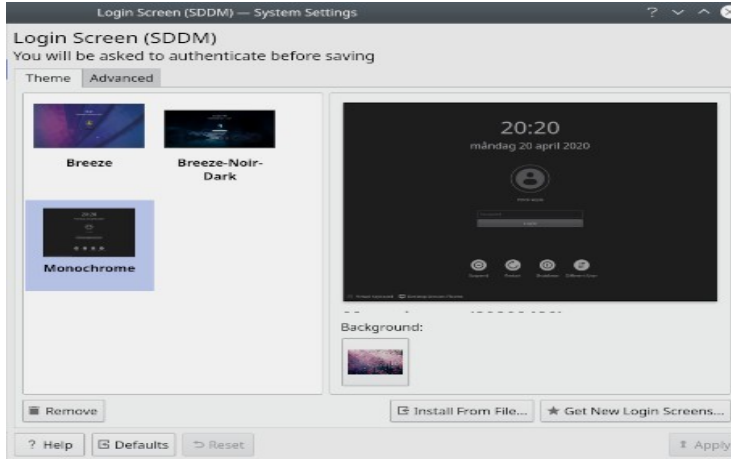 Login Screen (SDDM) — System Settings
Login Screen (SDDM)
You will be asked to authenticate before saving
Theme
Advanced
Breeze
Breeze-Noir-
Dark
20:20
Monochrome
20:20
måndag 20 april 2020
Background:
Remove
Install From File...
Get New Login Screens...
? Help
Defaults
Reset
Apply